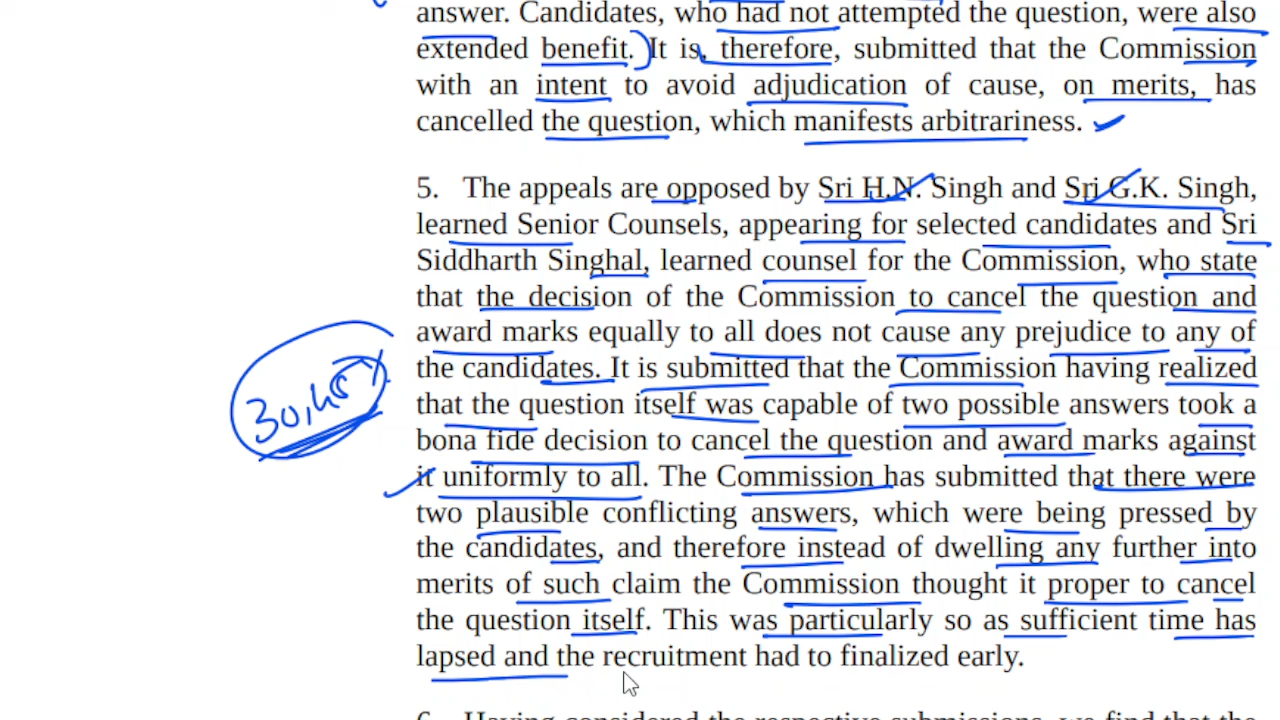 answer. Candidates, who had not attempted the question, were also
extended benefit. It is, therefore, submitted that the Commission
with an intent to avoid adjudication of cause, on merits, has
cancelled the question, which manifests arbitrariness.
5. The appeals are opposed by Sri H.N. Singh and Sri G.K. Singh,
learned Senior Counsels, appearing for selected candidates and Sri
Siddharth Singhal, learned counsel for the Commission, who state
that the decision of the Commission to cancel the question and
award marks equally to all does not cause any prejudice to any of
the candidates. It is submitted that the Commission having realized
that the question itself was capable of two possible answers took a
bona fide decision to cancel the question and award marks against
it uniformly to all. The Commission has submitted that there were
two plausible conflicting answers, which were being pressed by
the candidates, and therefore instead of dwelling any further into
merits of such claim the Commission thought it proper to cancel
the question itself. This was particularly so as sufficient time has
lapsed and the recruitment had to finalized early.